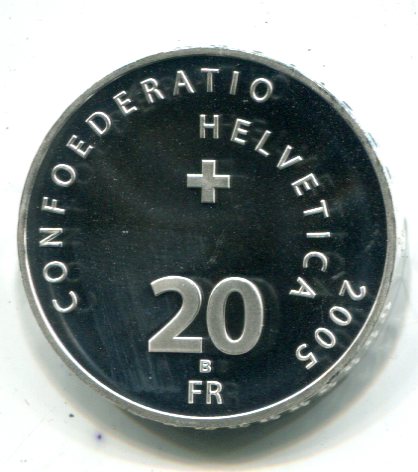 CONFOEDERATIO
HELVETICA
2005
20
B
FR